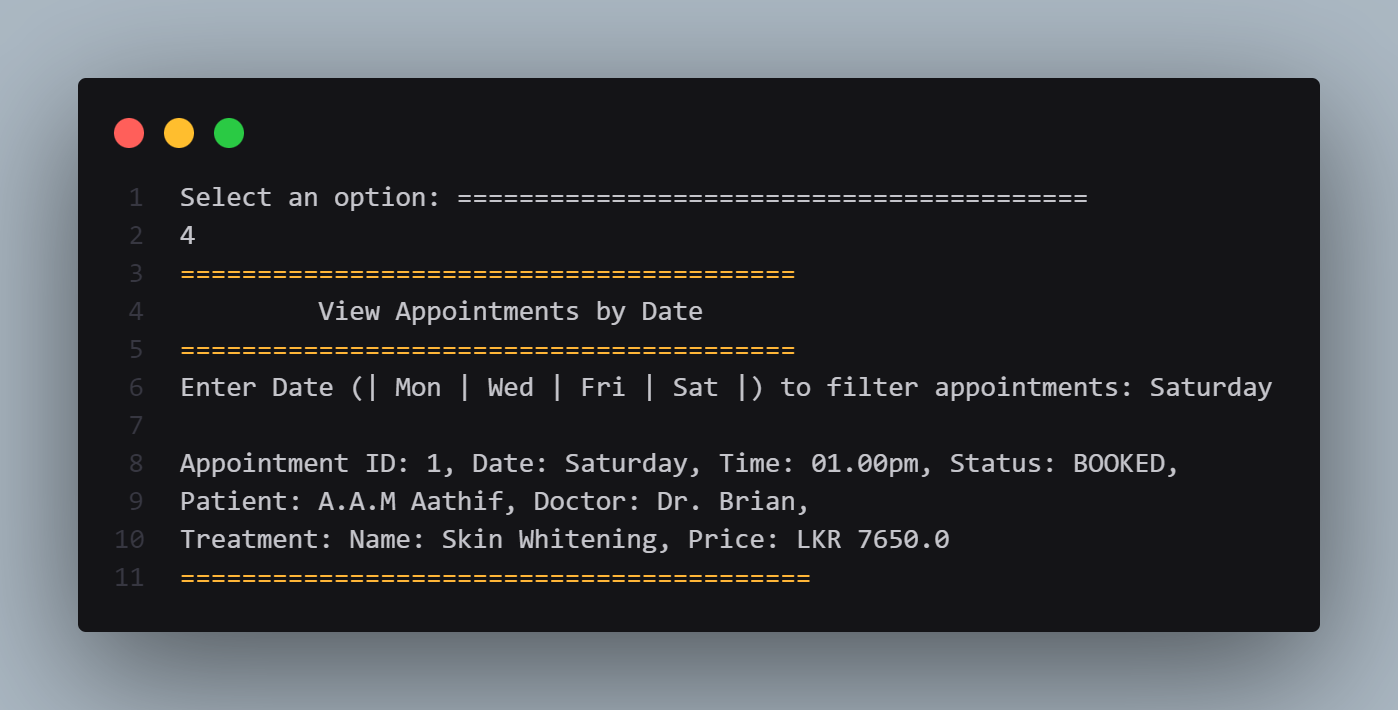 1 Select an option: =========================================
2 4
3 ========================================
4 View Appointments by Date
5 ========================================
6 Enter Date (| Mon | Wed | Fri | Sat |) to filter appointments: Saturday
7
8 Appointment ID: 1, Date: Saturday, Time: 01.00pm, Status: BOOKED,
9 Patient: A.A.M Aathif, Doctor: Dr. Brian,
10 Treatment: Name: Skin Whitening, Price: LKR 7650.0
11 =========================================